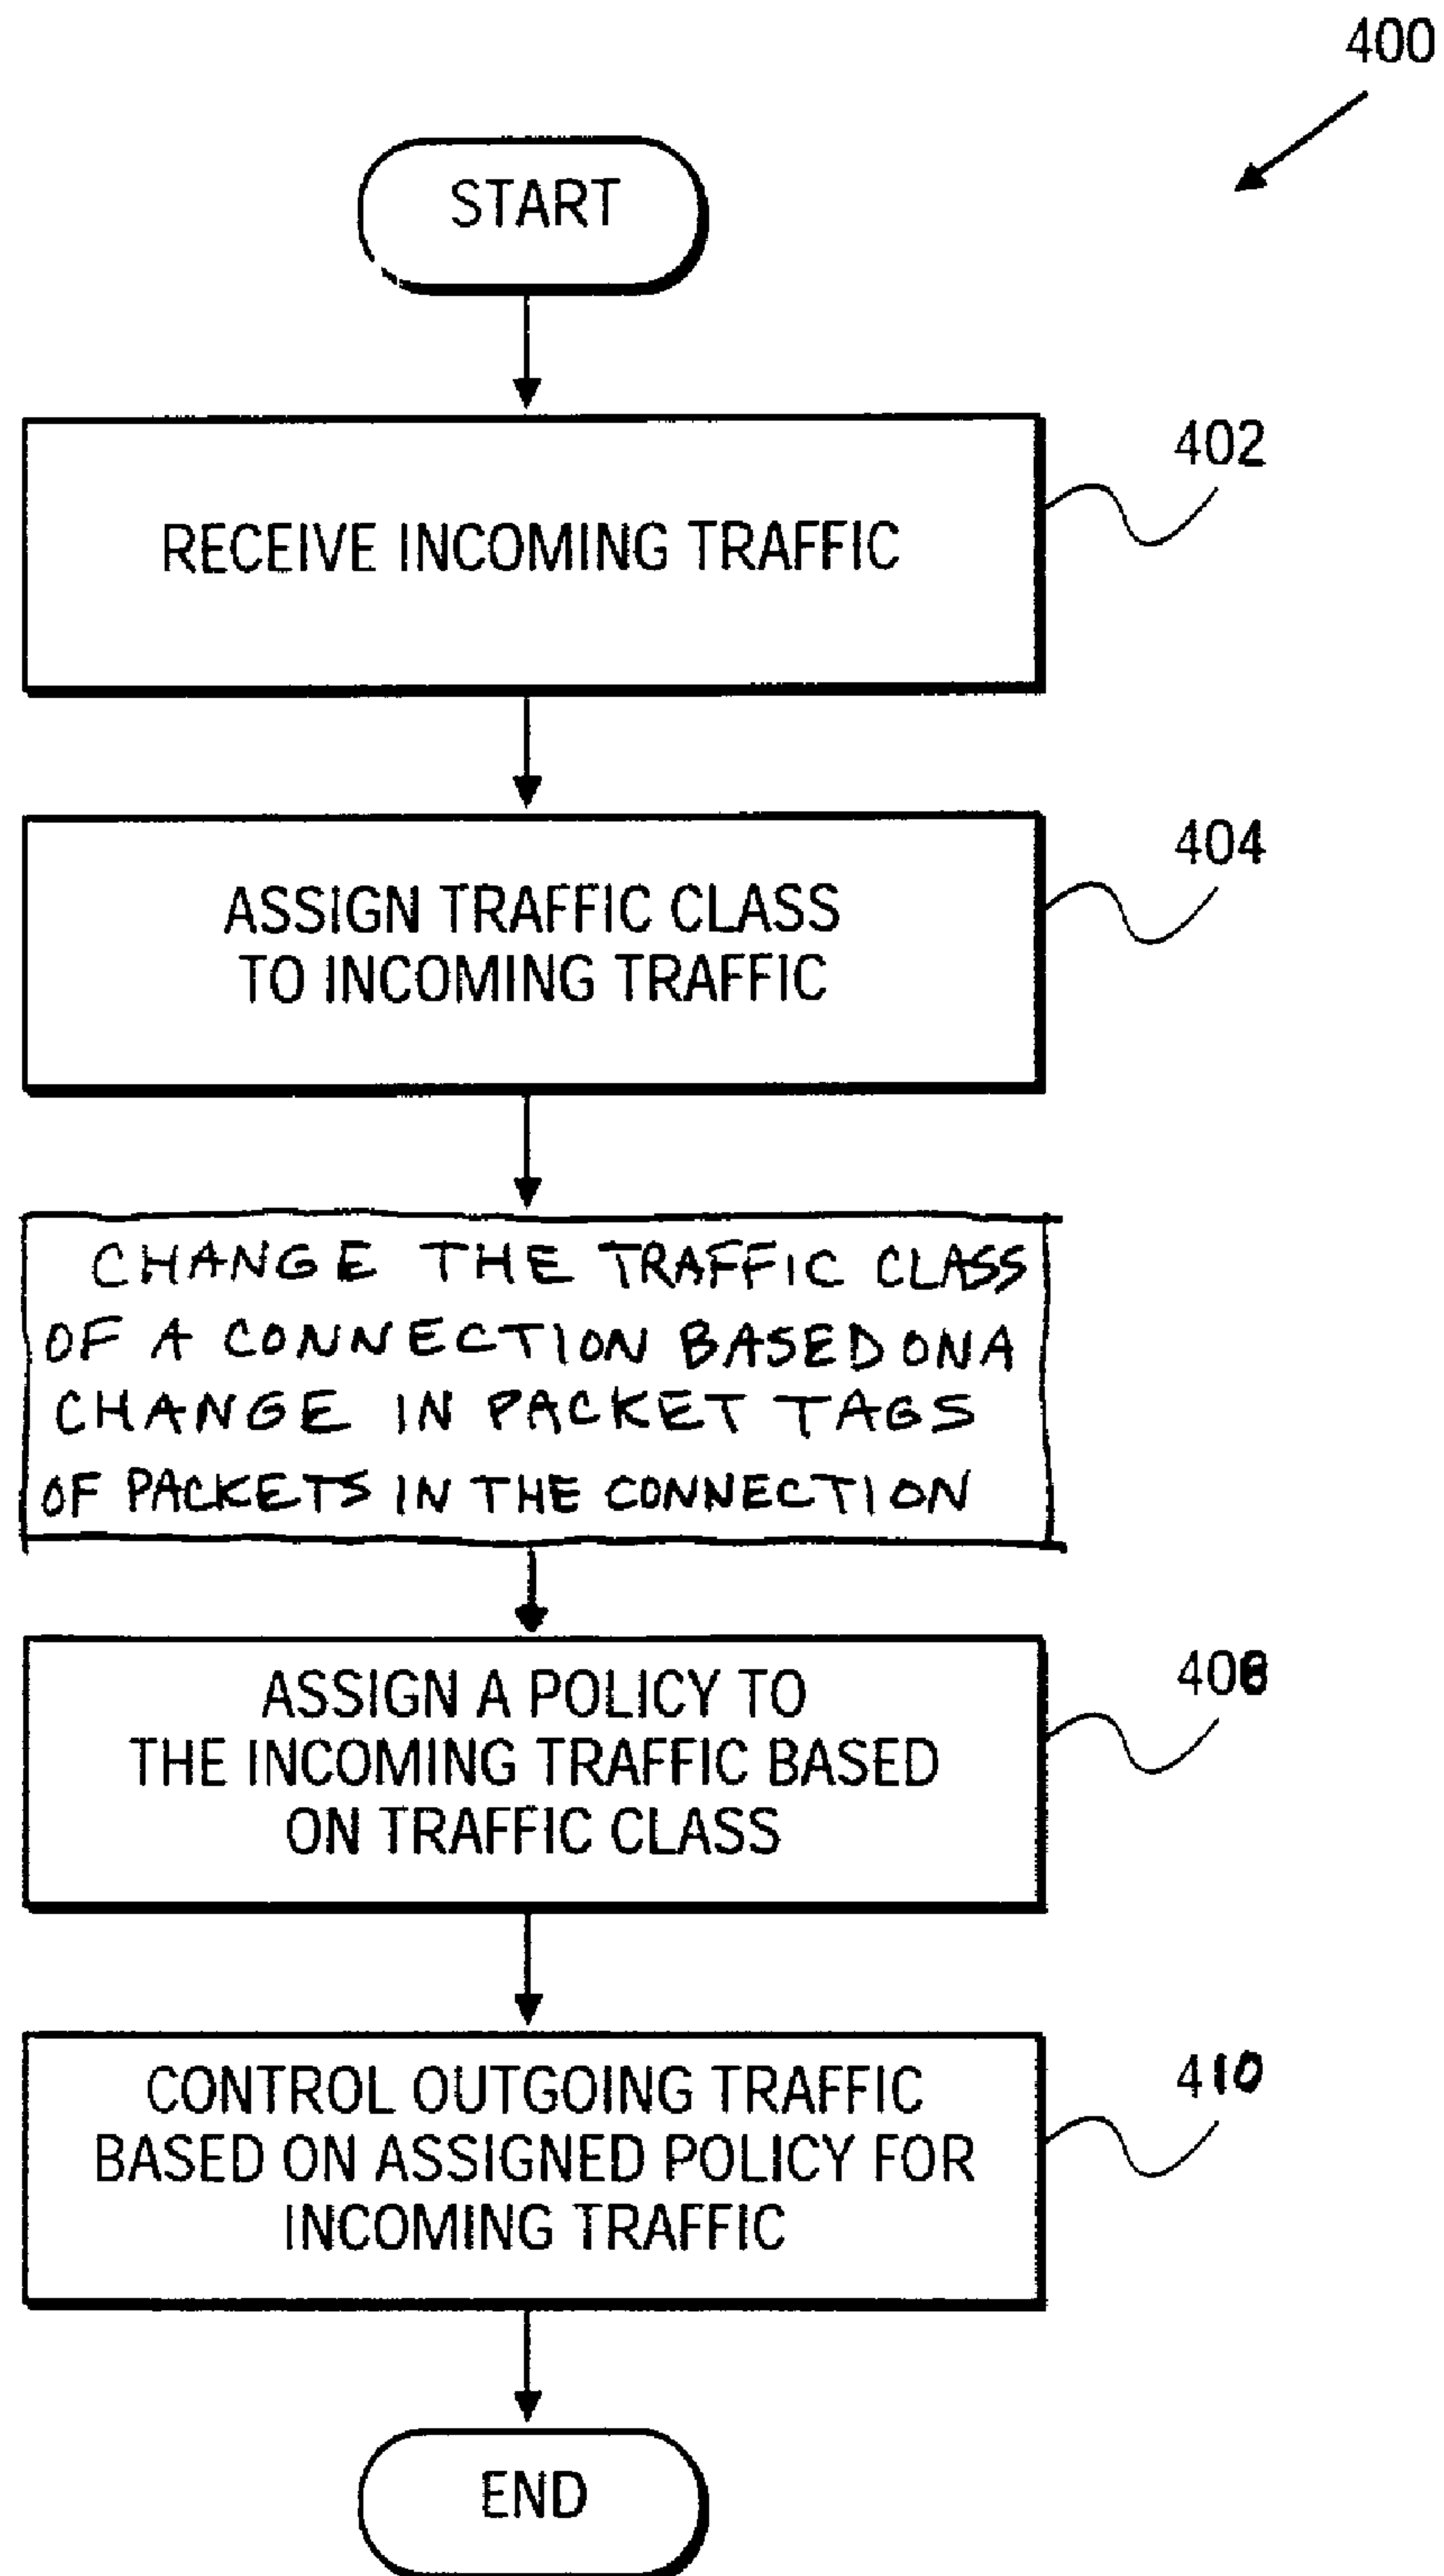 400
START
RECEIVE INCOMING TRAFFIC
402
ASSIGN TRAFFIC CLASS
TO INCOMING TRAFFIC
404
CHANGE THE TRAFFIC CLASS
OF A CONNECTION BASED ON A
CHANGE IN PACKET TAGS
OF PACKETS IN THE CONNECTION
ASSIGN A POLICY TO
THE INCOMING TRAFFIC BASED
ON TRAFFIC CLASS
CONTROL OUTGOING TRAFFIC
BASED ON ASSIGNED POLICY FOR
INCOMING TRAFFIC
410
END